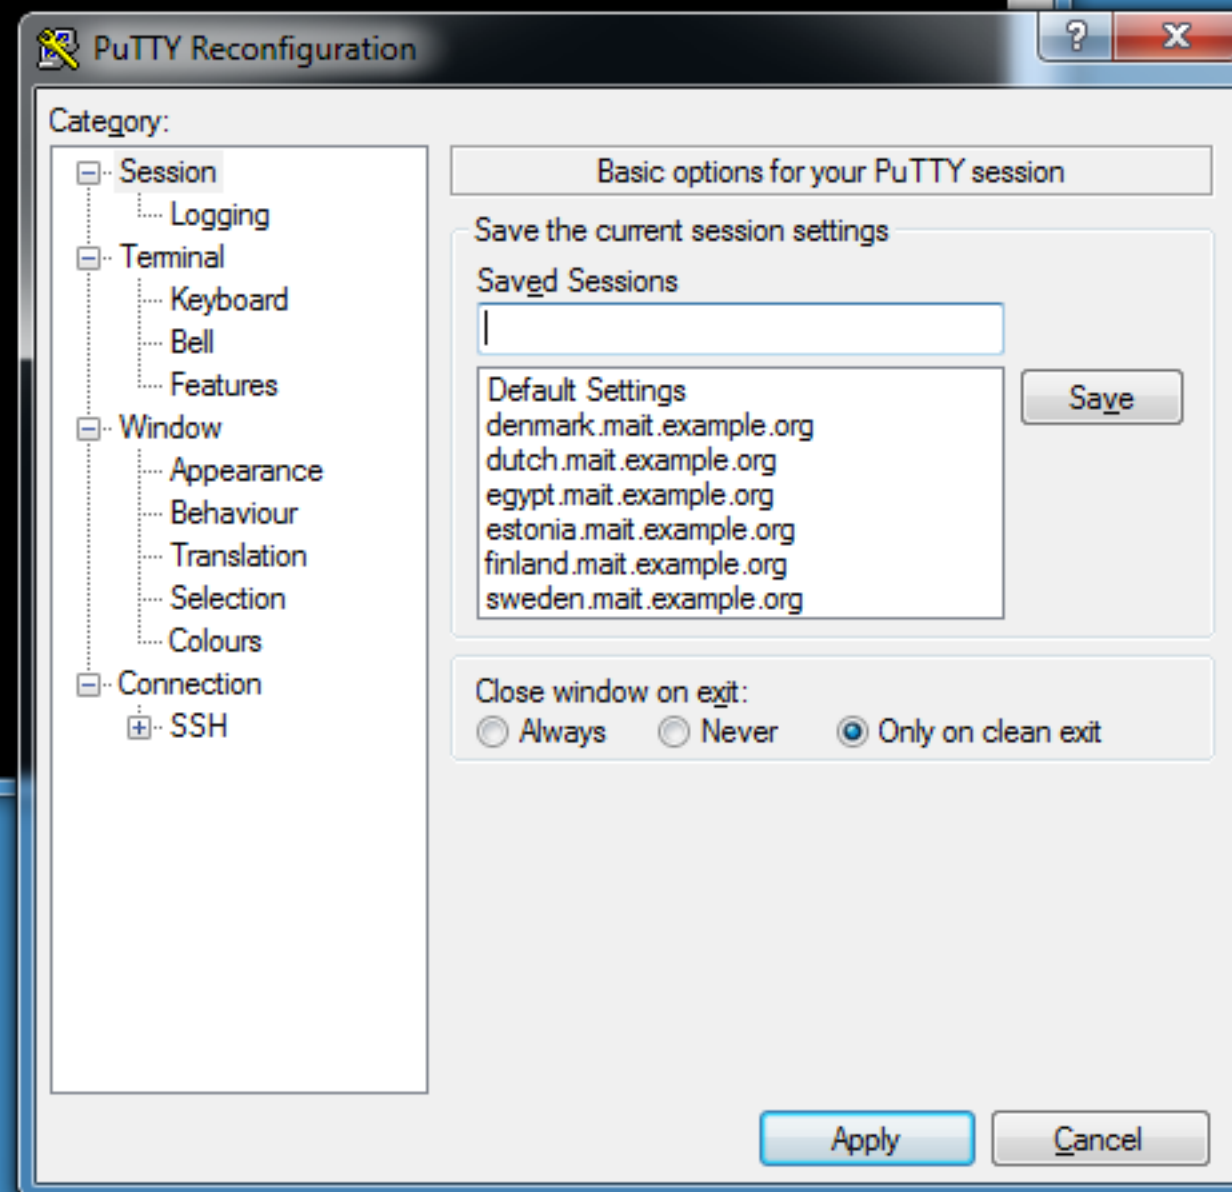 PuTTY Reconfiguration
?
X
Category:
Session
Logging
Terminal
Keyboard
Bell
Features
Window
Appearance
Behaviour
Translation
Selection
Colours
Connection
SSH
Basic options for your PuTTY session
Save the current session settings
Saved Sessions
Default Settings
denmark.mait.example.org
dutch.mait.example.org
egypt.mait.example.org
estonia.mait.example.org
finland.mait.example.org
sweden.mait.example.org
Save
Close window on exit:
Always Never Only on clean exit
Apply Cancel